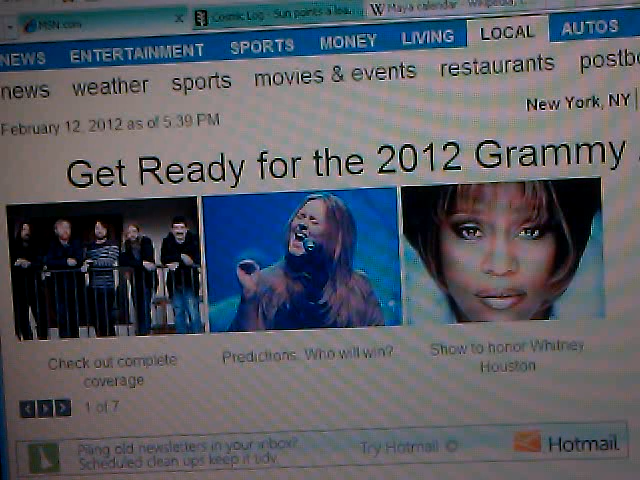 MSN.com
Cosmic Log - Sun points a
Maya calendar - Wikipedia, t
NEWS ENTERTAINMENT SPORTS MONEY LIVING LOCAL AUTOS
news weather sports movies & events restaurants postbo
New York, NY
February 12, 2012 as of 5:39 PM
Get Ready for the 2012 Grammy
Check out complete
coverage
Predictions: Who will win?
Show to honor Whitney
Houston
1 of 7
Piling old newsletters in your inbox?
Scheduled clean ups keep it tidy.
Try Hotmail
Hotmail